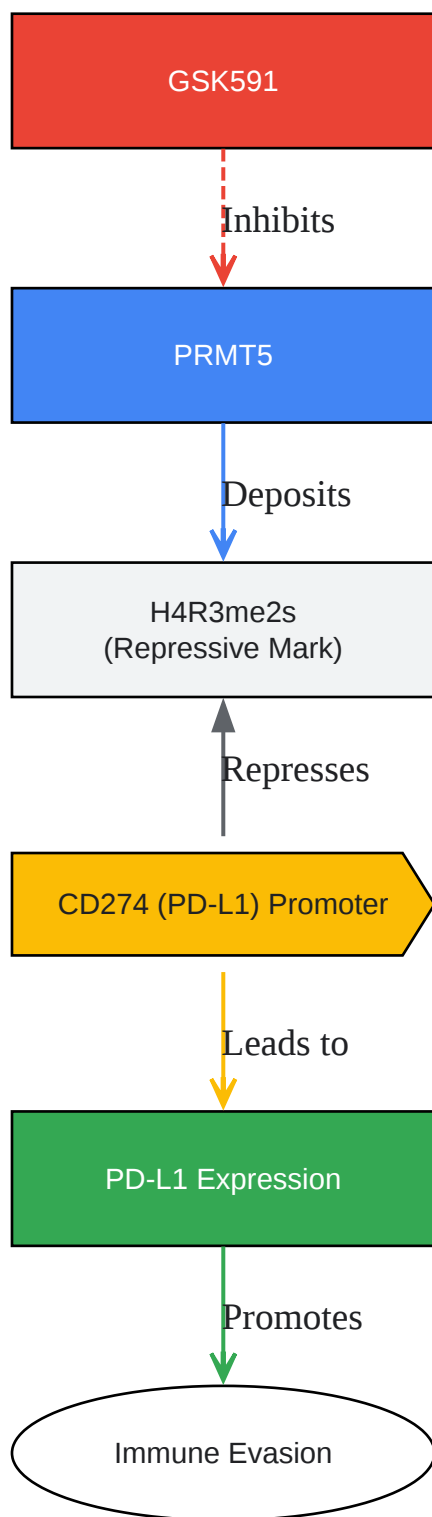 GSK591
Inhibits
PRMT5
Deposits
H4R3me2s
(Repressive Mark)
Represses
CD274 (PD-L1) Promoter
Leads to
PD-L1 Expression
Promotes
Immune Evasion